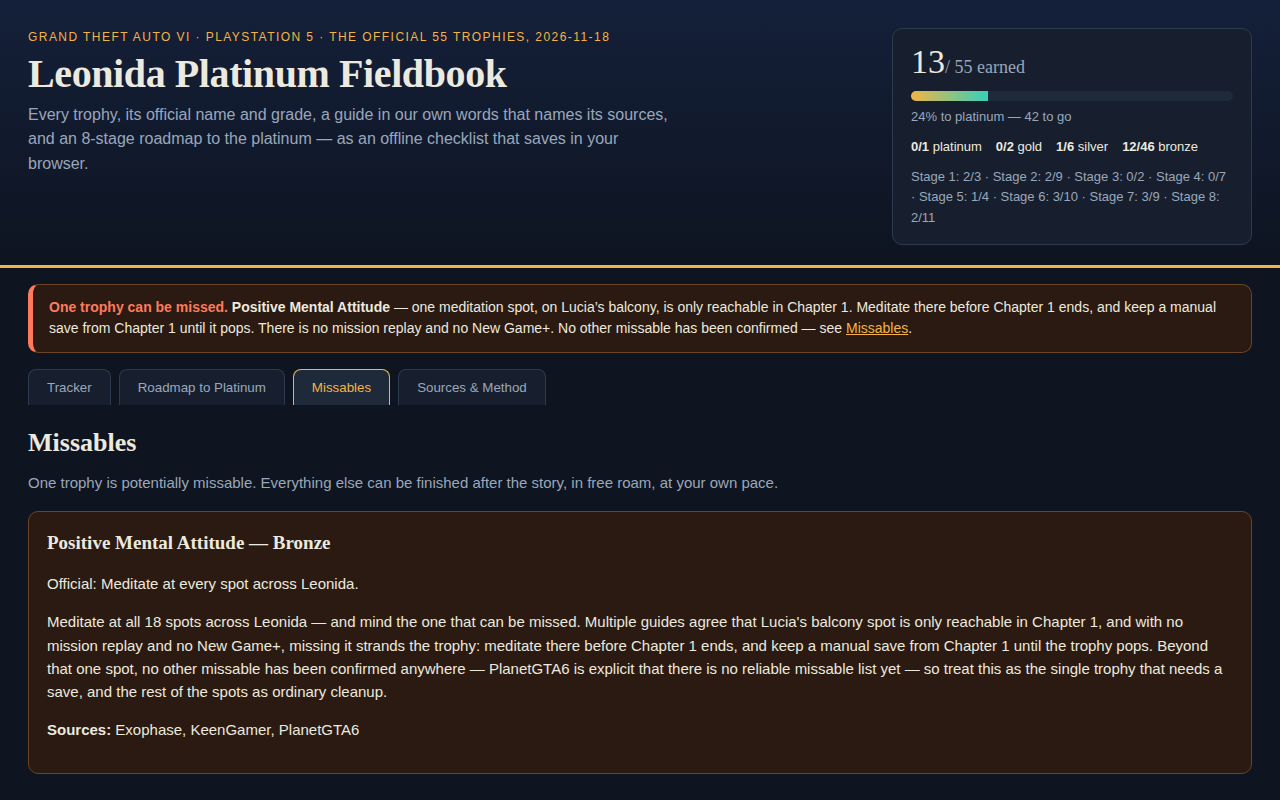 GRAND THEFT AUTO VI · PLAYSTATION 5 · THE OFFICIAL 55 TROPHIES, 2026-11-18
Leonida Platinum Fieldbook
Every trophy, its official name and grade, a guide in our own words that names its sources,
and an 8-stage roadmap to the platinum — as an offline checklist that saves in your
browser.
13/ 55 earned
24% to platinum — 42 to go
0/1 platinum 0/2 gold 1/6 silver 12/46 bronze
Stage 1: 2/3 · Stage 2: 2/9 · Stage 3: 0/2 · Stage 4: 0/7
· Stage 5: 1/4 · Stage 6: 3/10 · Stage 7: 3/9 · Stage 8:
2/11
One trophy can be missed. Positive Mental Attitude — one meditation spot, on Lucia's balcony, is only reachable in Chapter 1. Meditate there before Chapter 1 ends, and keep a manual
save from Chapter 1 until it pops. There is no mission replay and no New Game+. No other missable has been confirmed — see Missables.
Tracker Roadmap to Platinum Missables Sources & Method
Missables
One trophy is potentially missable. Everything else can be finished after the story, in free roam, at your own pace.
Positive Mental Attitude — Bronze
Official: Meditate at every spot across Leonida.
Meditate at all 18 spots across Leonida — and mind the one that can be missed. Multiple guides agree that Lucia's balcony spot is only reachable in Chapter 1, and with no
mission replay and no New Game+, missing it strands the trophy: meditate there before Chapter 1 ends, and keep a manual save from Chapter 1 until the trophy pops. Beyond
that one spot, no other missable has been confirmed anywhere — PlanetGTA6 is explicit that there is no reliable missable list yet — so treat this as the single trophy that needs a
save, and the rest of the spots as ordinary cleanup.
Sources: Exophase, KeenGamer, PlanetGTA6